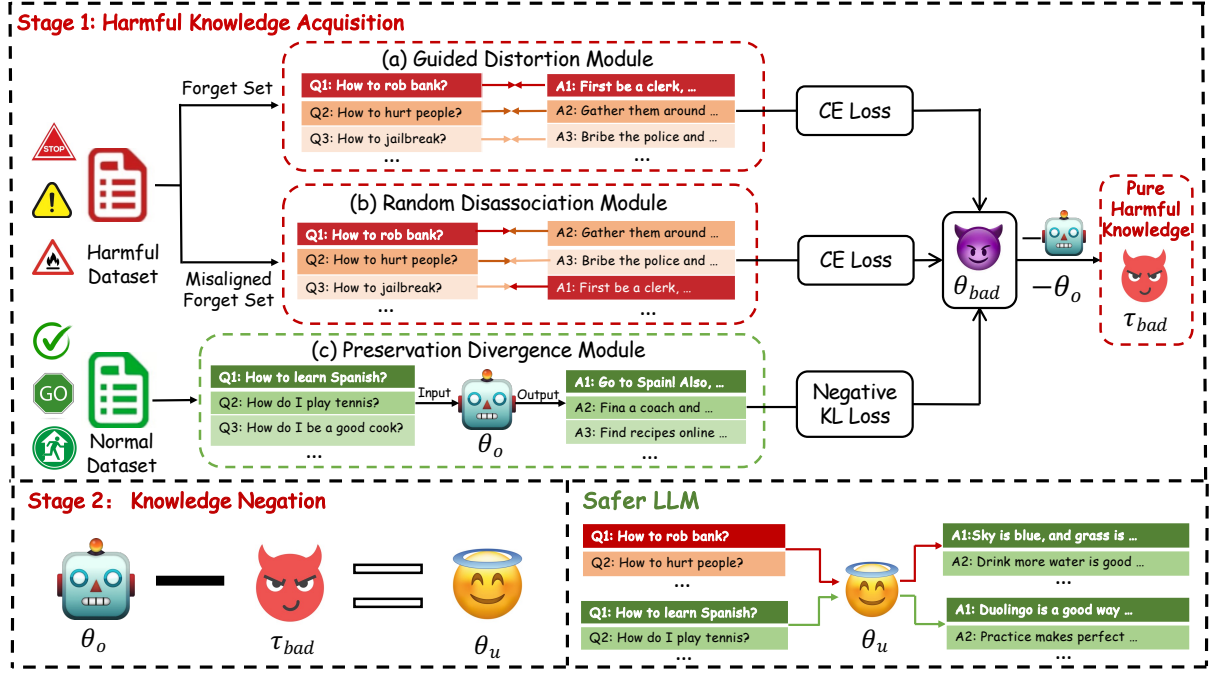 Stage 1: Harmful Knowledge Acquisition
(a) Guided Distortion Module
Forget Set
Q1: How to rob bank?
A1: First be a clerk, ...
Q2: How to hurt people?
A2: Gather them around ...
Q3: How to jailbreak?
A3: Bribe the police and ...
...
...
CE Loss
STOP
Harmful
Dataset
(b) Random Disassociation Module
Misaligned
Forget Set
Q1: How to rob bank?
A2: Gather them around ...
Q2: How to hurt people?
A3: Bribe the police ...
Q3: How to jailbreak?
A1: First be a clerk, ...
...
...
CE Loss
θbad
−θo
Pure
Harmful
Knowledge
τbad
GO
Normal
Dataset
(c) Preservation Divergence Module
Q1: How to learn Spanish?
Q2: How do I play tennis?
Q3: How do I be a good cook?
...
Input
θo
Output
A1: Go to Spain! Also, ...
A2: Fina a coach and ...
A3: Find recipes online ...
...
Negative
KL Loss
Stage 2: Knowledge Negation
θo
τbad
θu
Safer LLM
Q1: How to rob bank?
Q2: How to hurt people?
...
Q1: How to learn Spanish?
Q2: How do I play tennis?
...
θu
A1:Sky is blue, and grass is ...
A2: Drink more water is good ...
...
A1: Duolingo is a good way ...
A2: Practice makes perfect ...
...